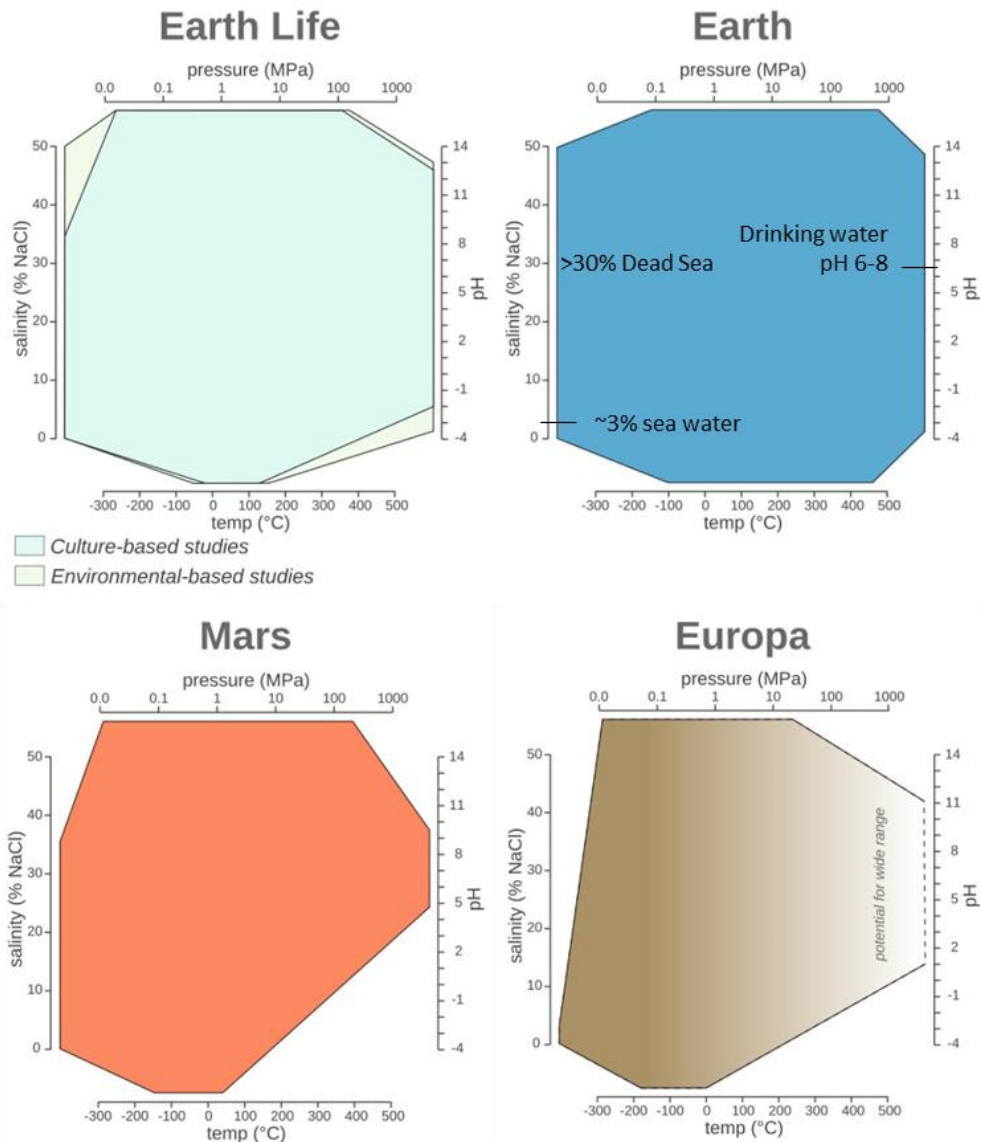 Earth Life
pressure (MPa)
0.0 0.1 1 10 100 1000
salinity (% NaCl)
50
40
30
20
10
0
14
11
8
5
2
-1
-4
pH
-300 -200 -100 0 100 200 300 400 500
temp (°C)
Culture-based studies
Environmental-based studies
Earth
pressure (MPa)
0.0 0.1 1 10 100 1000
salinity (% NaCl)
50
40
30
20
10
0
>30% Dead Sea
Drinking water
pH 6-8
~3% sea water
14
11
8
5
2
-1
-4
pH
-300 -200 -100 0 100 200 300 400 500
temp (°C)
Mars
pressure (MPa)
0.0 0.1 1 10 100 1000
salinity (% NaCl)
50
40
30
20
10
0
14
11
8
5
2
-1
-4
pH
-300 -200 -100 0 100 200 300 400 500
temp (°C)
Europa
pressure (MPa)
0.0 0.1 1 10 100 1000
salinity (% NaCl)
50
40
30
20
10
0
potential for wide range
14
11
8
5
2
-1
-4
pH
-300 -200 -100 0 100 200 300 400 500
temp (°C)